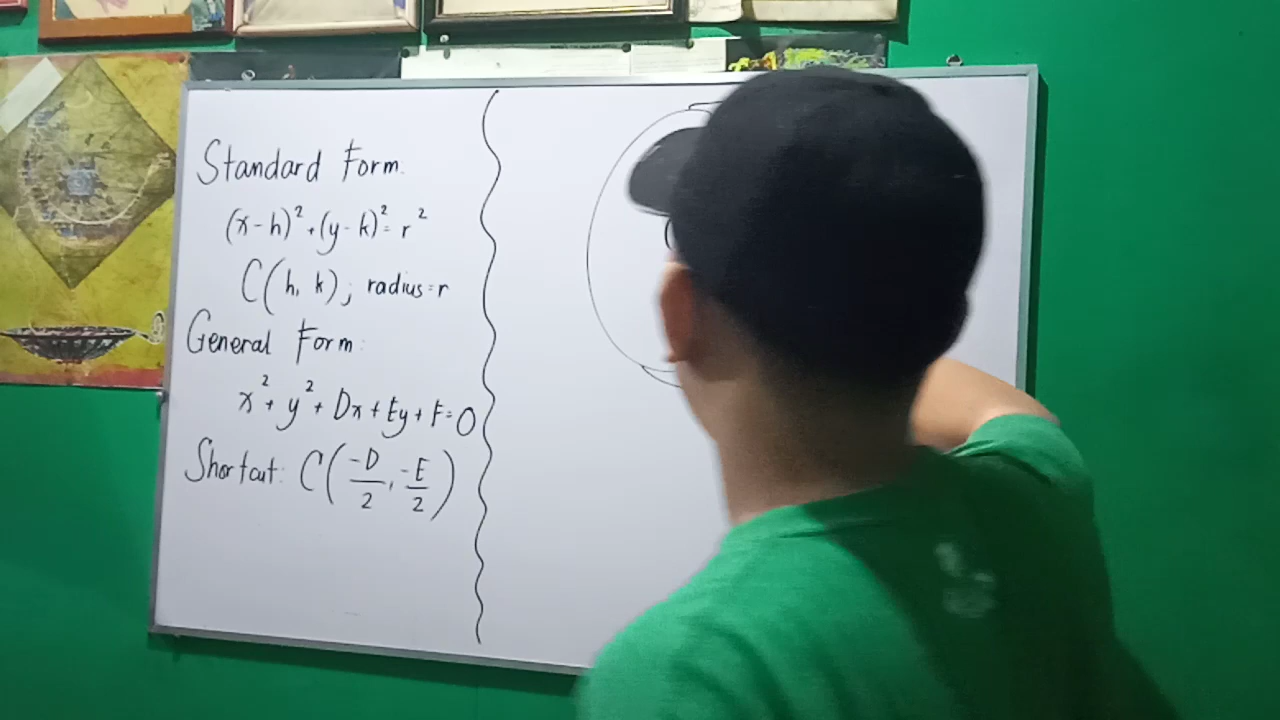 Standard Form.
(x-h)² + (y-k)² = r²
C(h, k); radius = r
General Form:
x² + y² + Dx + Ey + F = 0
Shortcut: C(-D/2, -E/2)